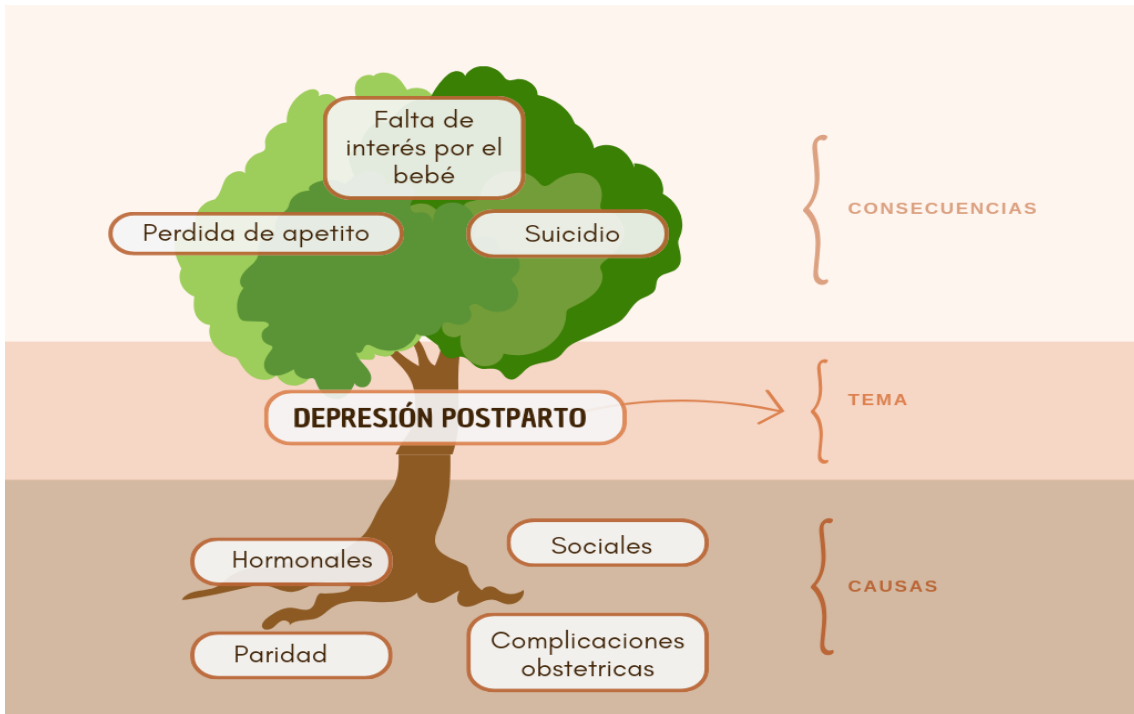 Falta de
interés por el
bebé
Perdida de apetito
Suicidio
CONSECUENCIAS
DEPRESIÓN POSTPARTO
TEMA
Hormonales
Sociales
CAUSAS
Paridad
Complicaciones
obstetricas